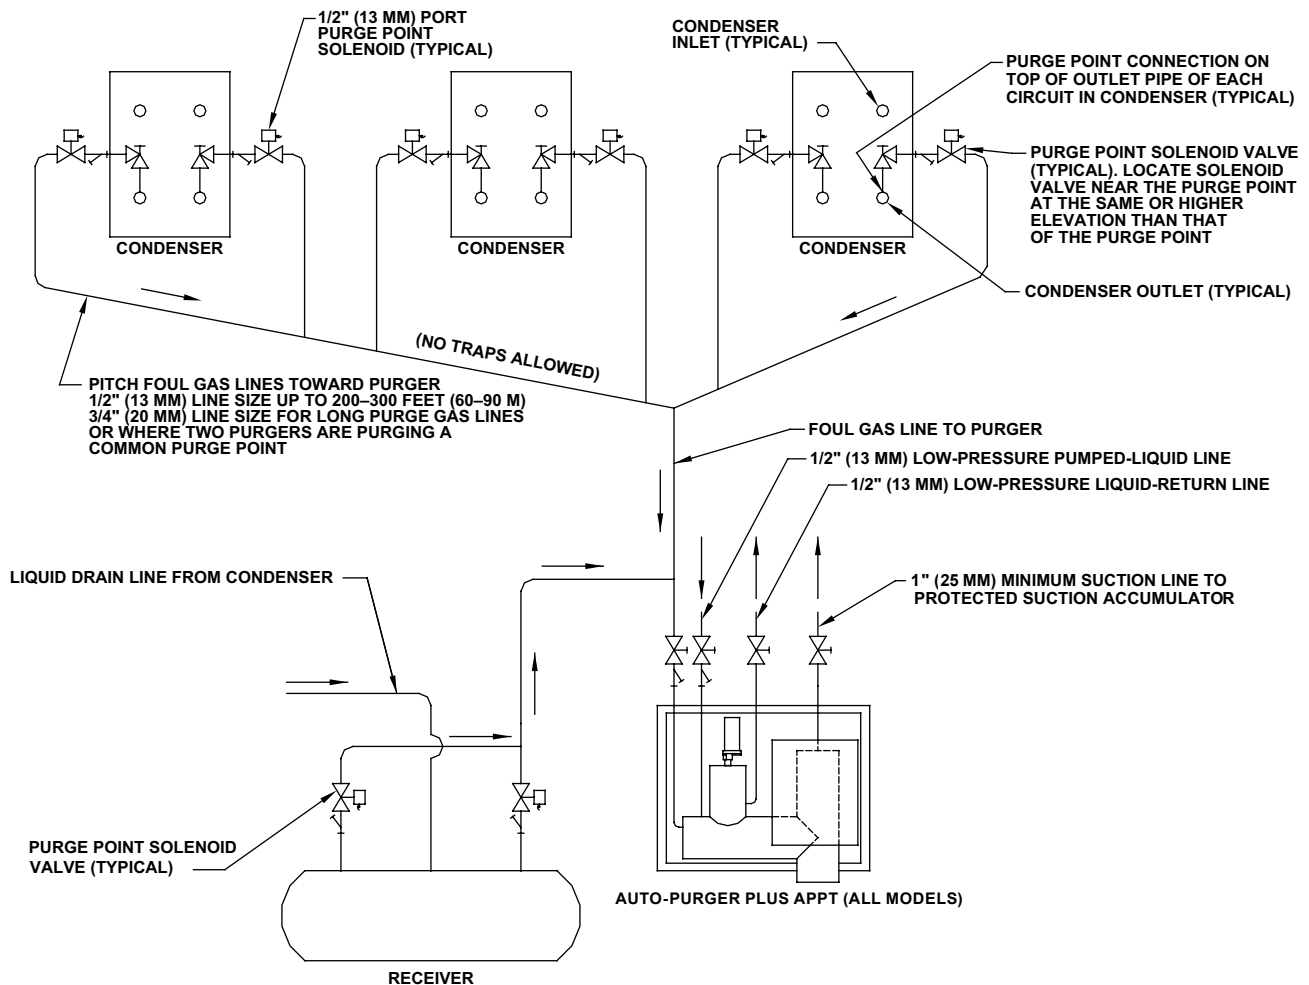 1/2" (13 MM) PORT
PURGE POINT
SOLENOID (TYPICAL)
CONDENSER
INLET (TYPICAL)
PURGE POINT CONNECTION ON
TOP OF OUTLET PIPE OF EACH
CIRCUIT IN CONDENSER (TYPICAL)
PURGE POINT SOLENOID VALVE
(TYPICAL). LOCATE SOLENOID
VALVE NEAR THE PURGE POINT
AT THE SAME OR HIGHER
ELEVATION THAN THAT
OF THE PURGE POINT
CONDENSER
CONDENSER
CONDENSER
CONDENSER OUTLET (TYPICAL)
(NO TRAPS ALLOWED)
PITCH FOUL GAS LINES TOWARD PURGER
1/2" (13 MM) LINE SIZE UP TO 200–300 FEET (60–90 M)
3/4" (20 MM) LINE SIZE FOR LONG PURGE GAS LINES
OR WHERE TWO PURGERS ARE PURGING A
COMMON PURGE POINT
FOUL GAS LINE TO PURGER
1/2" (13 MM) LOW-PRESSURE PUMPED-LIQUID LINE
1/2" (13 MM) LOW-PRESSURE LIQUID-RETURN LINE
LIQUID DRAIN LINE FROM CONDENSER
1" (25 MM) MINIMUM SUCTION LINE TO
PROTECTED SUCTION ACCUMULATOR
PURGE POINT SOLENOID
VALVE (TYPICAL)
AUTO-PURGER PLUS APPT (ALL MODELS)
RECEIVER